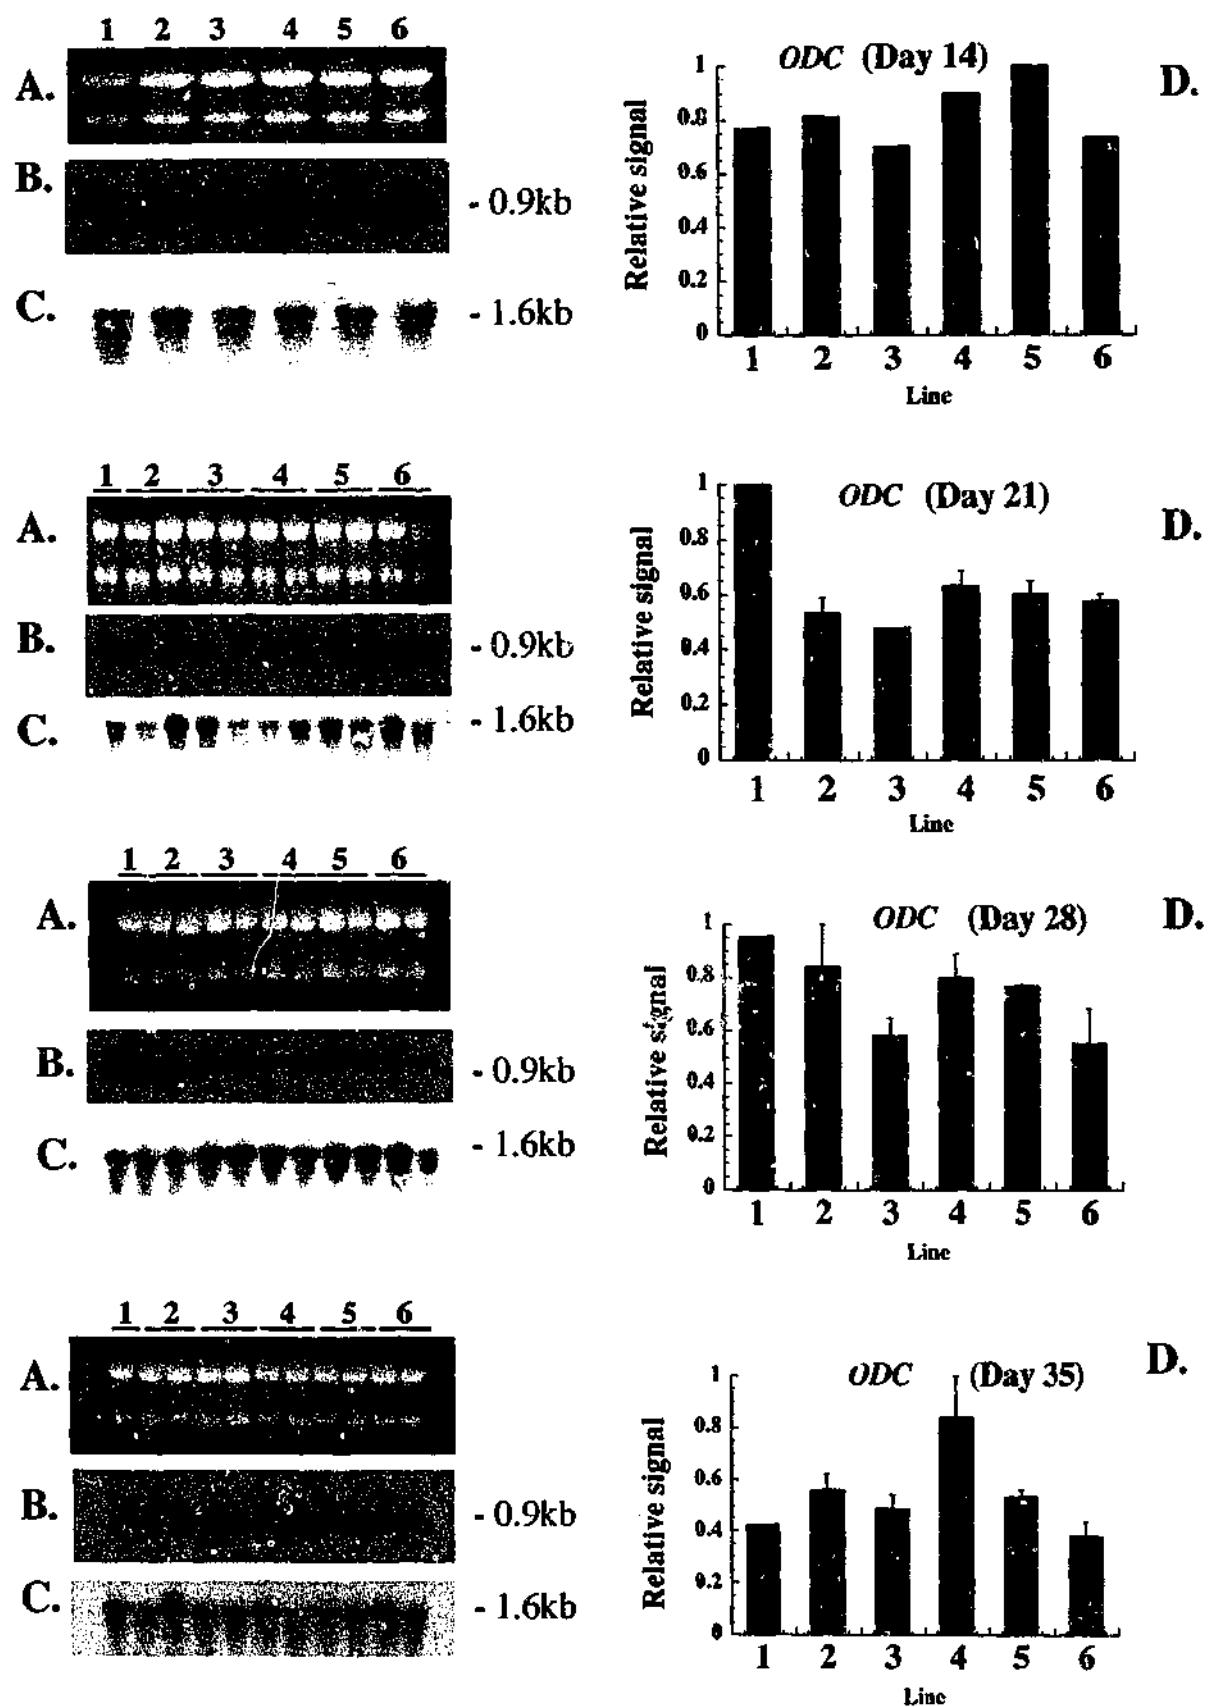 1 2 3 4 5 6
A.
B.
- 0.9kb
C.
- 1.6kb
ODC (Day 14)
D.
Relative signal
1
0.8
0.6
0.4
0.2
0
1 2 3 4 5 6
Line
1 2 3 4 5 6
A.
B.
- 0.9kb
C.
- 1.6kb
ODC (Day 21)
D.
Relative signal
1
0.8
0.6
0.4
0.2
0
1 2 3 4 5 6
Line
1 2 3 4 5 6
A.
B.
- 0.9kb
C.
- 1.6kb
ODC (Day 28)
D.
Relative signal
1
0.8
0.6
0.4
0.2
0
1 2 3 4 5 6
Line
1 2 3 4 5 6
A.
B.
- 0.9kb
C.
- 1.6kb
ODC (Day 35)
D.
Relative signal
1
0.8
0.6
0.4
0.2
0
1 2 3 4 5 6
Line